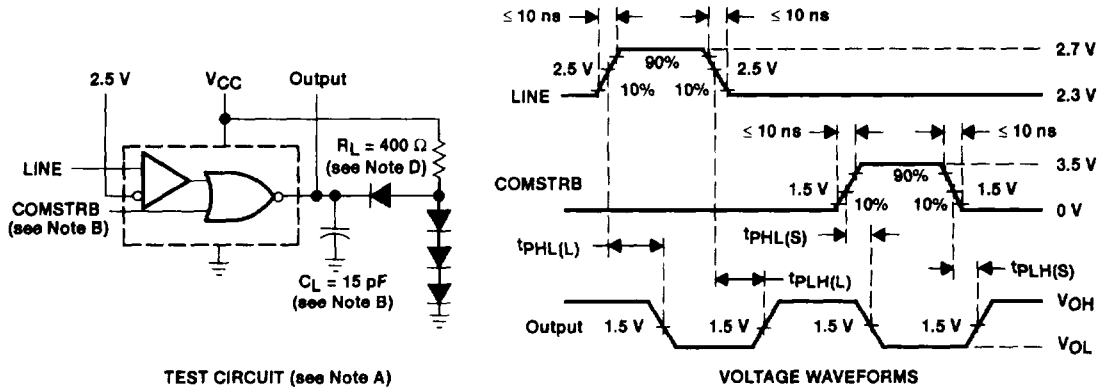 2.5 V
VCC
Output
RL = 400 Ω
(see Note D)
LINE
COMSTRB
(see Note B)
CL = 15 pF
(see Note B)
TEST CIRCUIT (see Note A)
≤ 10 ns
≤ 10 ns
2.7 V
2.5 V
90%
2.5 V
10%
10%
LINE
2.3 V
≤ 10 ns
≤ 10 ns
3.5 V
COMSTRB
1.5 V
90%
1.5 V
10%
10%
0 V
tPHL(L)
tPHL(S)
tPLH(L)
tPLH(S)
VOH
Output
1.5 V
1.5 V
1.5 V
1.5 V
VOL
VOLTAGE WAVEFORMS